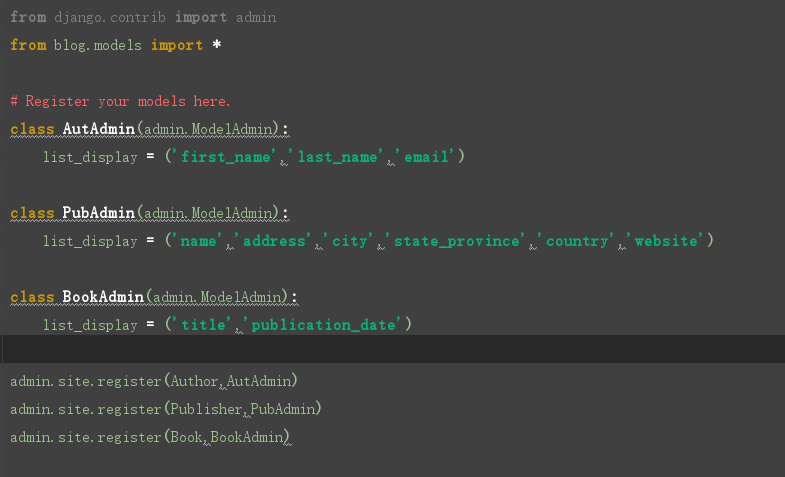 from django.contrib import admin
from blog.models import *
# Register your models here.
class AutAdmin(admin.ModelAdmin):
    list_display = ('first_name','last_name','email')
class PubAdmin(admin.ModelAdmin):
    list_display = ('name','address','city','state_province','country','website')
class BookAdmin(admin.ModelAdmin):
    list_display = ('title','publication_date')
admin.site.register(Author,AutAdmin)
admin.site.register(Publisher,PubAdmin)
admin.site.register(Book,BookAdmin)